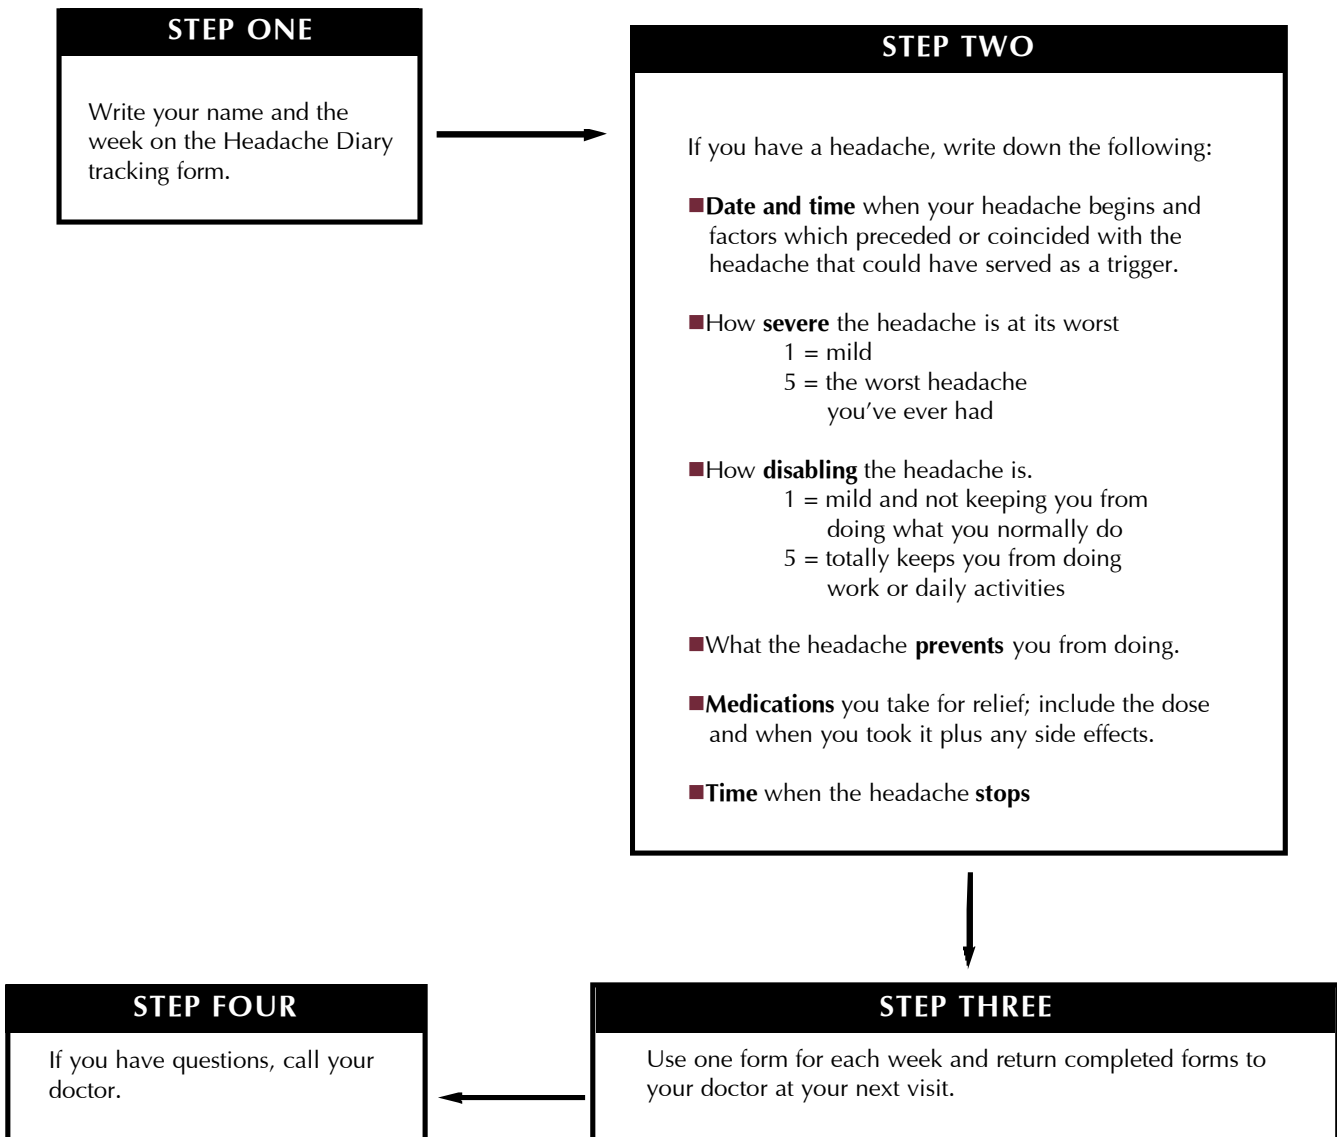 STEP ONE
Write your name and the
week on the Headache Diary
tracking form.
STEP TWO
If you have a headache, write down the following:
■Date and time when your headache begins and
factors which preceded or coincided with the
headache that could have served as a trigger.
■How severe the headache is at its worst
1 = mild
5 = the worst headache
you’ve ever had
■How disabling the headache is.
1 = mild and not keeping you from
doing what you normally do
5 = totally keeps you from doing
work or daily activities
■What the headache prevents you from doing.
■Medications you take for relief; include the dose
and when you took it plus any side effects.
■Time when the headache stops
STEP THREE
Use one form for each week and return completed forms to
your doctor at your next visit.
STEP FOUR
If you have questions, call your
doctor.